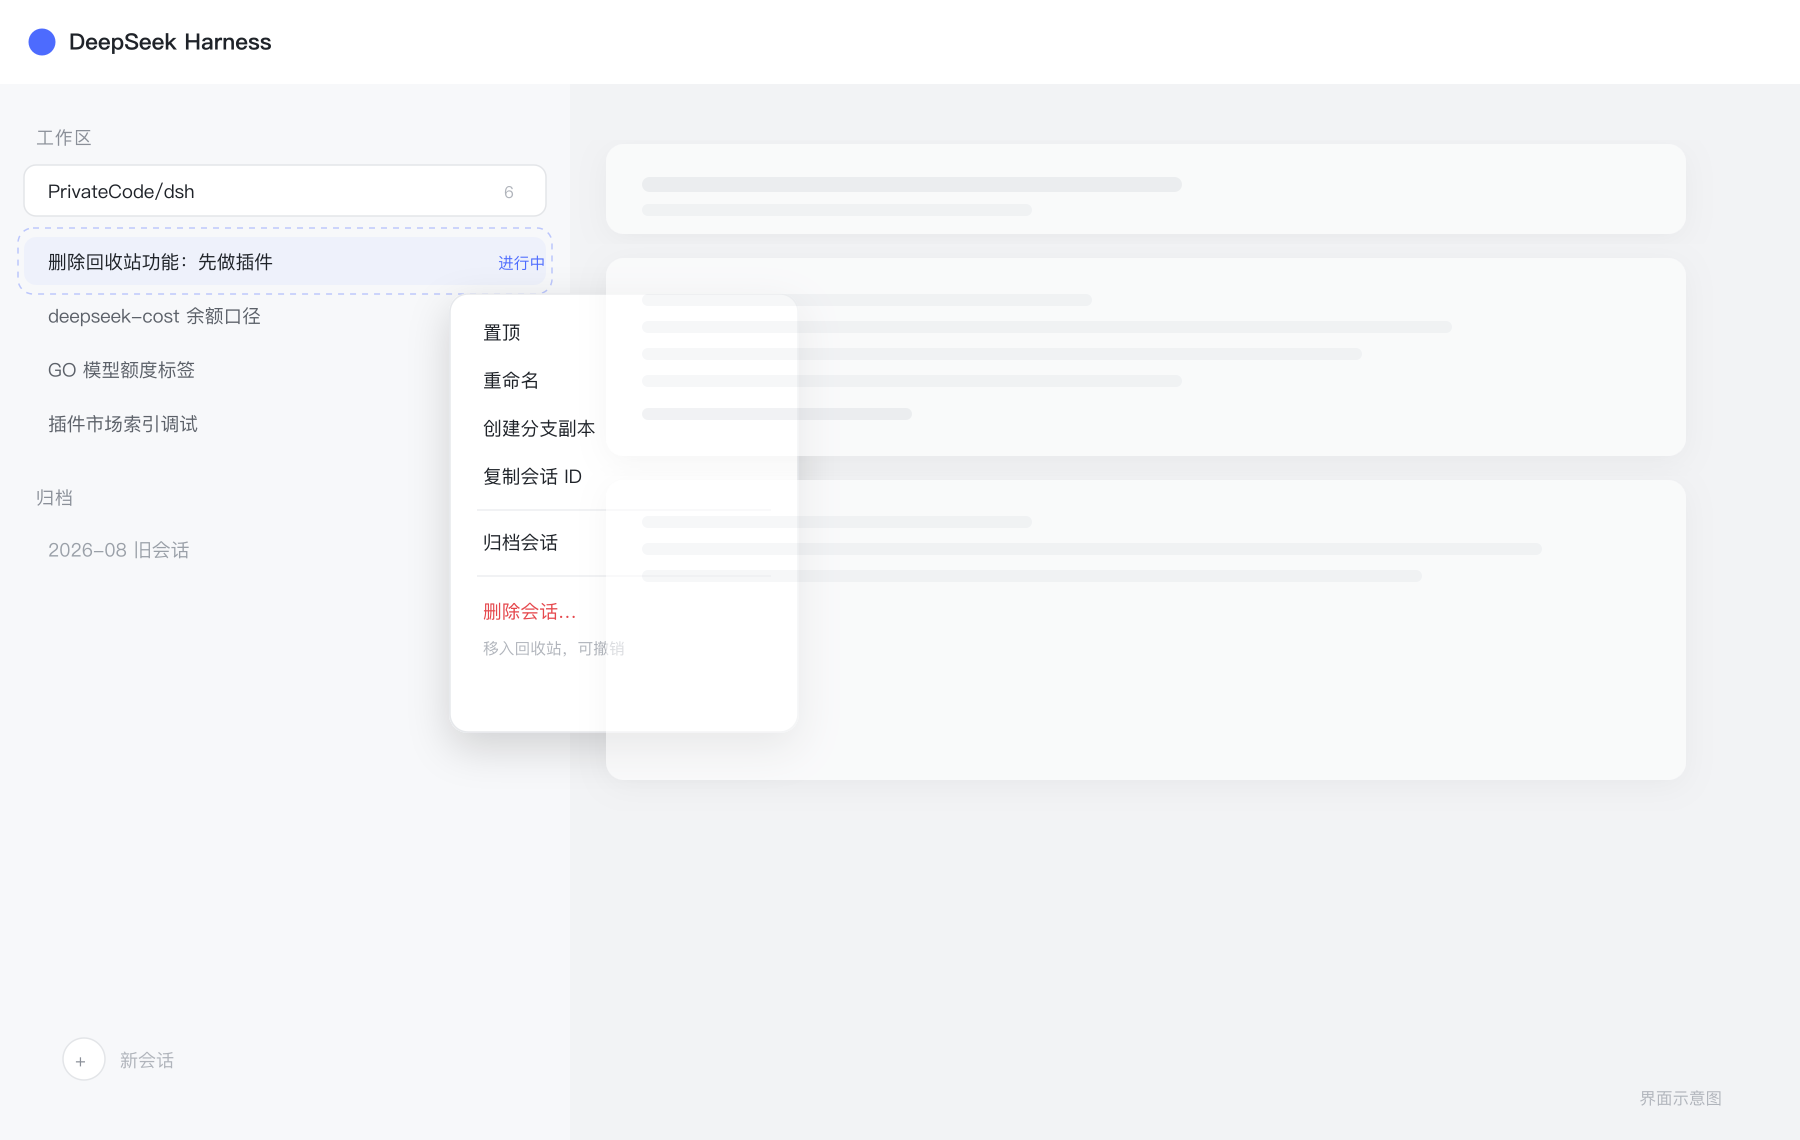 DeepSeek Harness
工作区
PrivateCode/dsh 6
删除回收站功能：先做插件 进行中
deepseek-cost 余额口径
GO 模型额度标签
插件市场索引调试
归档
2026-08 旧会话
+ 新会话
置顶
重命名
创建分支副本
复制会话 ID
归档会话
删除会话…
移入回收站，可撤销
界面示意图